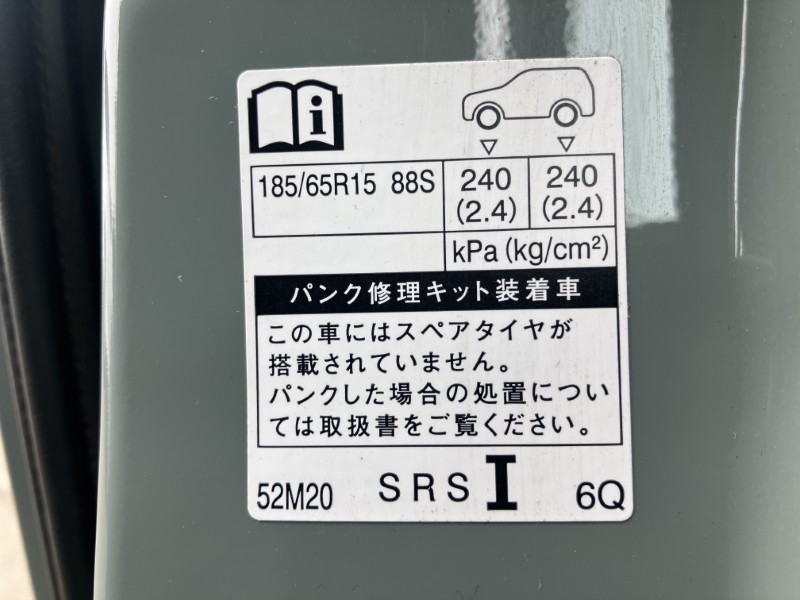 i
185/65R15 88S 240 (2.4) 240 (2.4)
kPa (kg/cm²)
パンク修理キット装着車
この車にはスペアタイヤが
搭載されていません。
パンクした場合の処置につい
ては取扱書をご覧ください。
52M20 SRS I 6Q